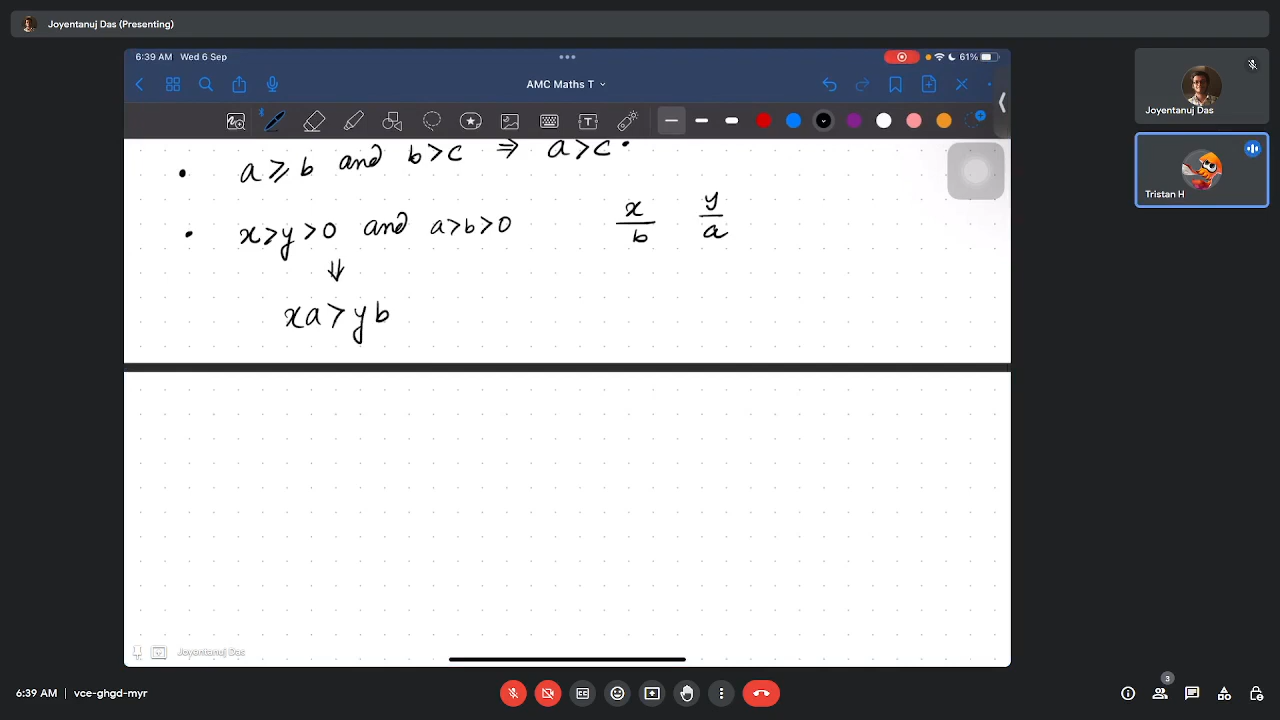 Joyentanuj Das (Presenting)
6:39 AM Wed 6 Sep
61%
AMC Maths T
• a ⩾ b and b > c ⇒ a > c ·
• x > y > 0 and a > b > 0 x/b y/a
⇓
xa > yb
Joyentanuj Das
Joyentanuj Das
Tristan H
6:39 AM | vce-ghgd-myr
3